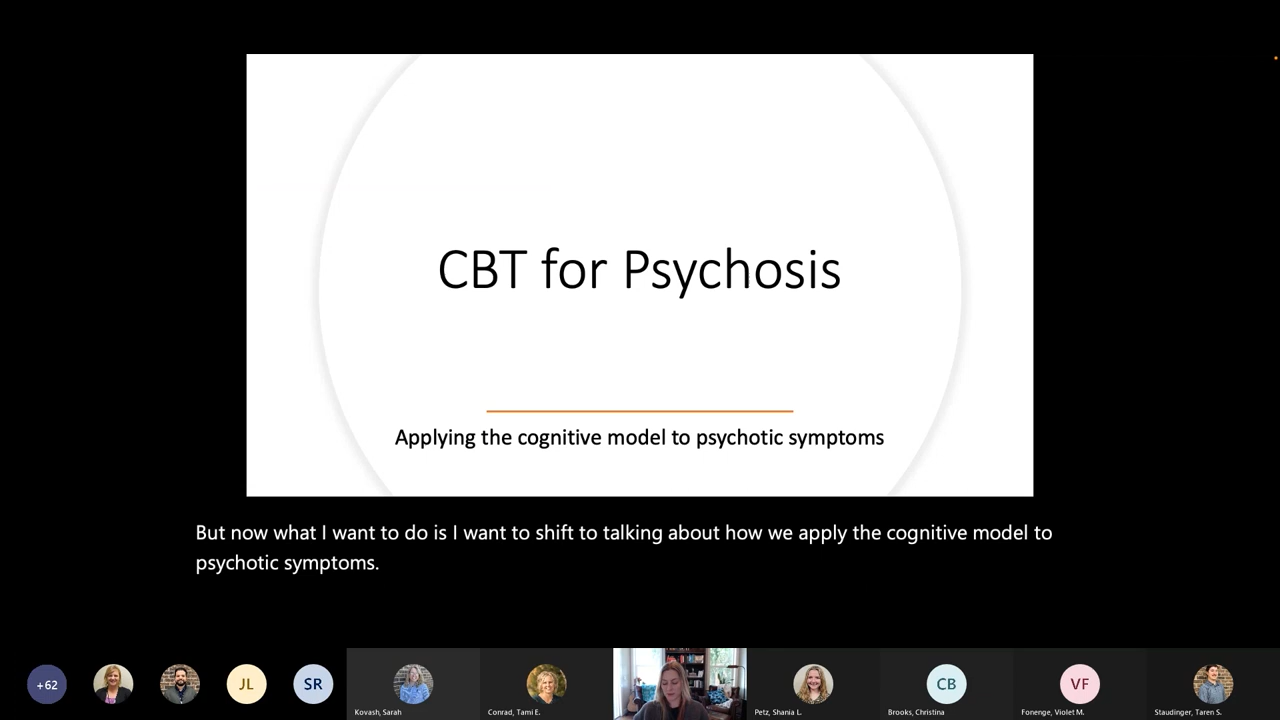 CBT for Psychosis
Applying the cognitive model to psychotic symptoms
But now what I want to do is I want to shift to talking about how we apply the cognitive model to
psychotic symptoms.
+62
JL
SR
CB
VF
Kovash, Sarah
Conrad, Tami E.
Petz, Shania L.
Brooks, Christina
Fonenge, Violet M.
Staudinger, Taren S.